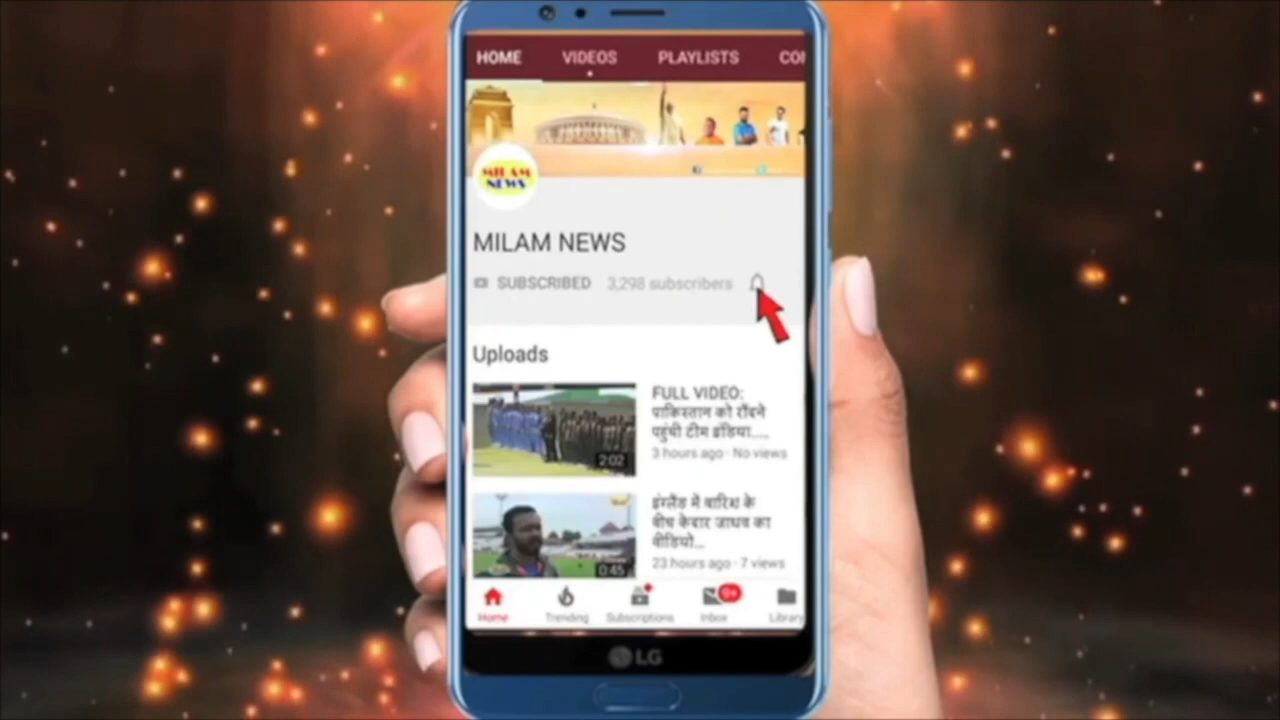 HOME VIDEOS PLAYLISTS CON
MILAM
NEWS
MILAM NEWS
SUBSCRIBED 3,298 subscribers
Uploads
FULL VIDEO:
पाकिस्तान को रौंदने
पहुंची टीम इंडिया....
3 hours ago · No views
2:02
इंग्लैंड में बारिश के
बीच केदार जाधव का
वीडियो...
23 hours ago · 7 views
0:45
Home Trending Subscriptions Inbox Library
9+
LG